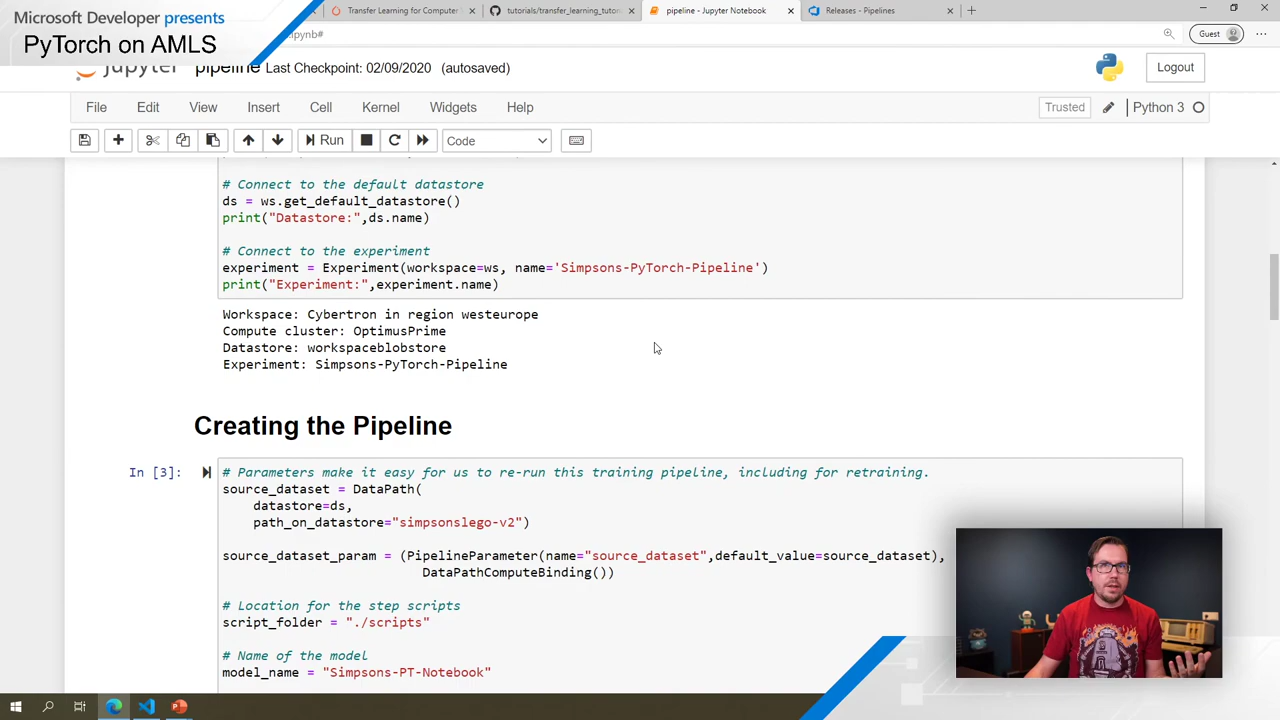 Microsoft Developer presents
PyTorch on AMLS
Transfer Learning for Computer
tutorials/transfer_learning_tutor
pipeline - Jupyter Notebook
Releases - Pipelines
ipynb#
Guest
jupyter pipeline Last Checkpoint: 02/09/2020 (autosaved)
Logout
File Edit View Insert Cell Kernel Widgets Help
Trusted
Python 3
Run
Code
# Connect to the default datastore
ds = ws.get_default_datastore()
print("Datastore:",ds.name)
# Connect to the experiment
experiment = Experiment(workspace=ws, name='Simpsons-PyTorch-Pipeline')
print("Experiment:",experiment.name)
Workspace: Cybertron in region westeurope
Compute cluster: OptimusPrime
Datastore: workspaceblobstore
Experiment: Simpsons-PyTorch-Pipeline
Creating the Pipeline
In [3]:
# Parameters make it easy for us to re-run this training pipeline, including for retraining.
source_dataset = DataPath(
datastore=ds,
path_on_datastore="simpsonslego-v2")
source_dataset_param = (PipelineParameter(name="source_dataset",default_value=source_dataset),
DataPathComputeBinding())
# Location for the step scripts
script_folder = "./scripts"
# Name of the model
model_name = "Simpsons-PT-Notebook"